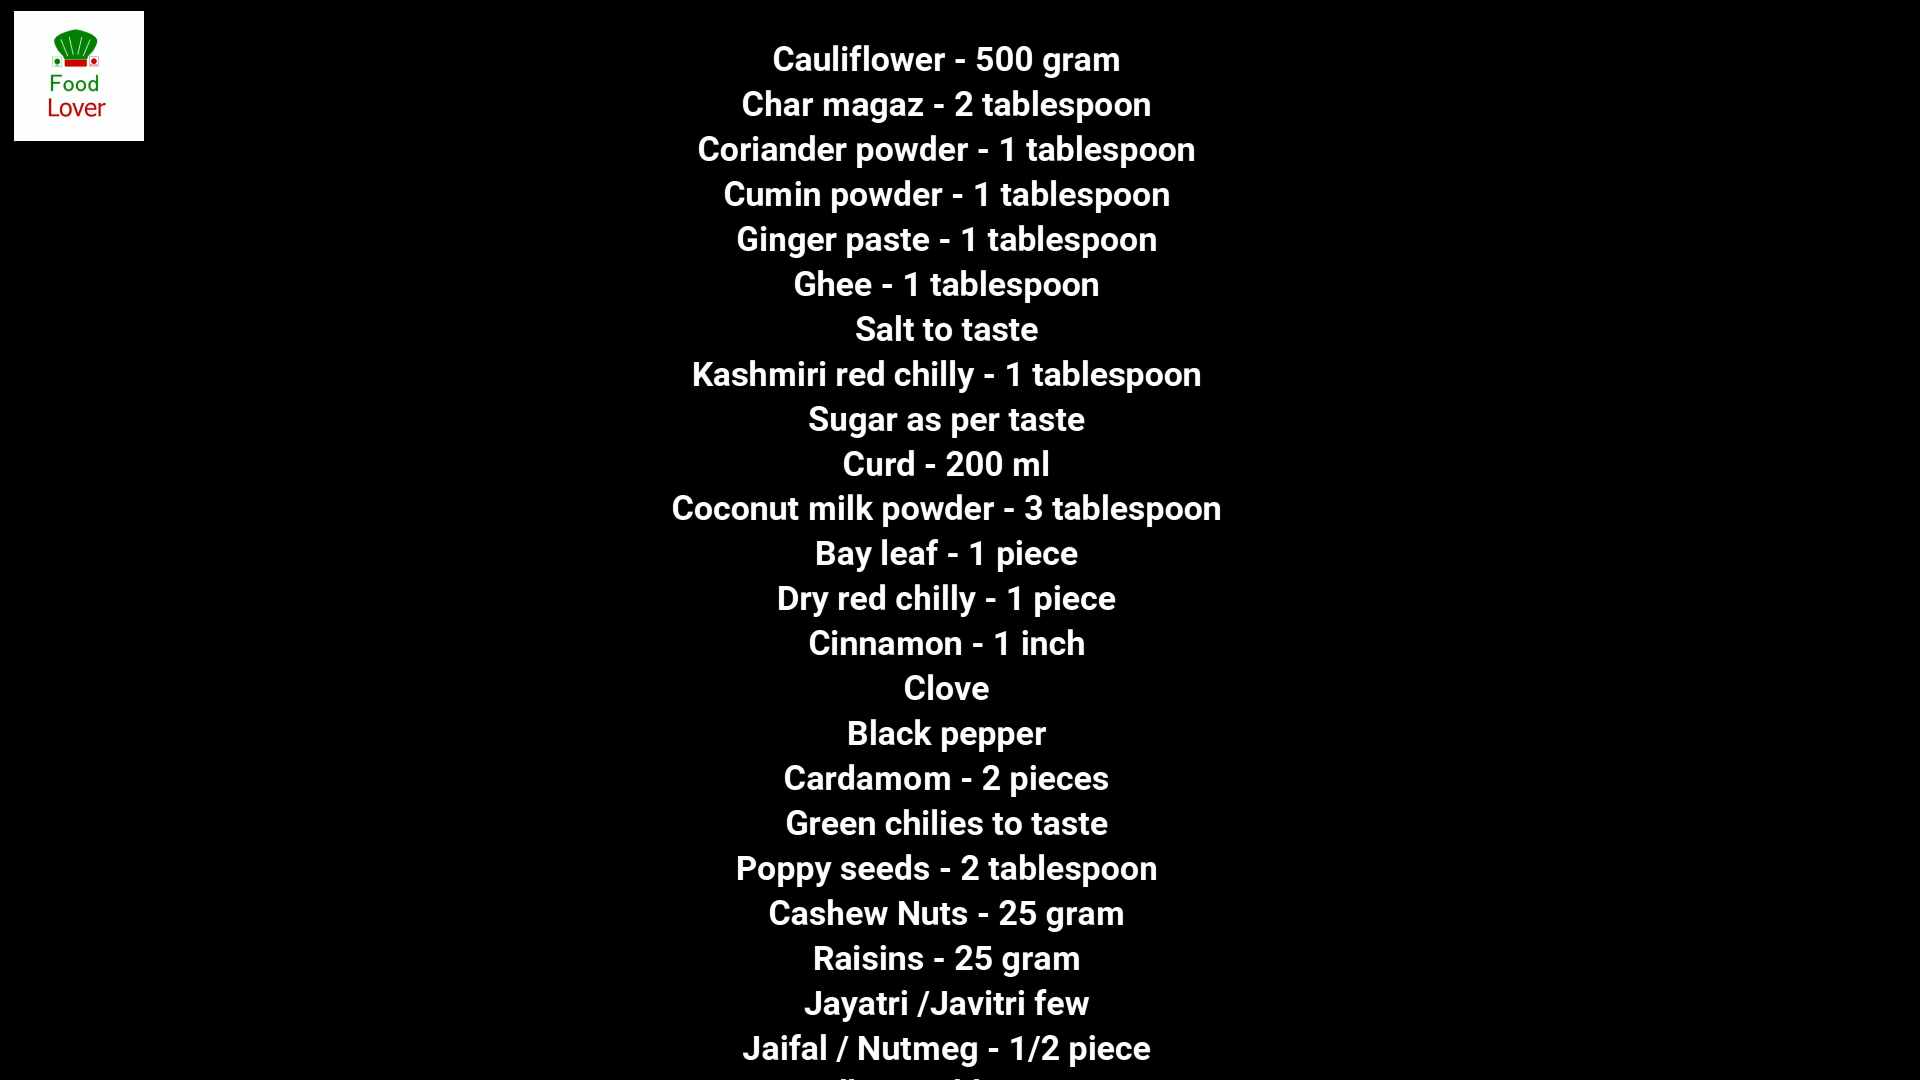 Food
Lover
Cauliflower - 500 gram
Char magaz - 2 tablespoon
Coriander powder - 1 tablespoon
Cumin powder - 1 tablespoon
Ginger paste - 1 tablespoon
Ghee - 1 tablespoon
Salt to taste
Kashmiri red chilly - 1 tablespoon
Sugar as per taste
Curd - 200 ml
Coconut milk powder - 3 tablespoon
Bay leaf - 1 piece
Dry red chilly - 1 piece
Cinnamon - 1 inch
Clove
Black pepper
Cardamom - 2 pieces
Green chilies to taste
Poppy seeds - 2 tablespoon
Cashew Nuts - 25 gram
Raisins - 25 gram
Jayatri /Javitri few
Jaifal / Nutmeg - 1/2 piece